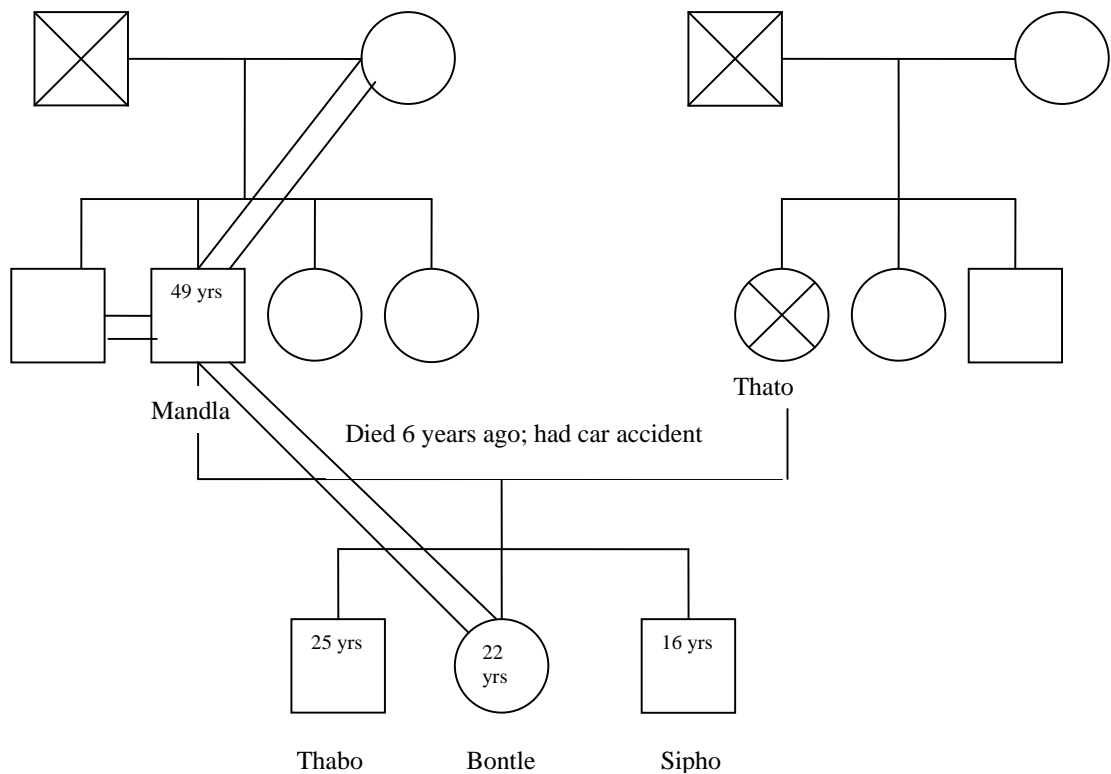 49 yrs
Thato
Mandla
Died 6 years ago; had car accident
25 yrs
22
yrs
16 yrs
Thabo
Bontle
Sipho